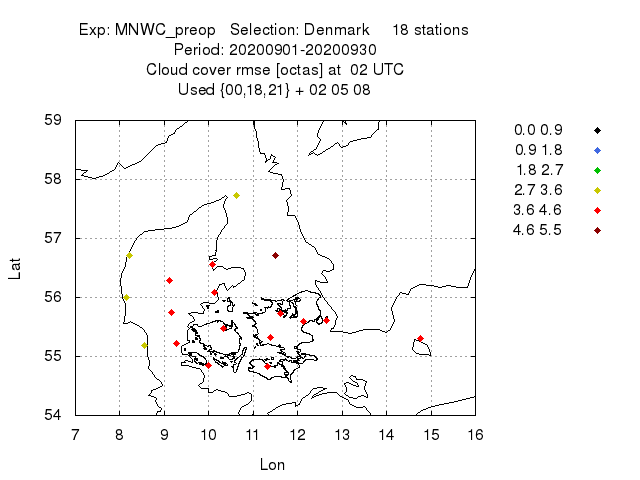 Exp: MNWC_preop Selection: Denmark 18 stations
Period: 20200901-20200930
Cloud cover rmse [octas] at 02 UTC
Used {00,18,21} + 02 05 08
59
58
57
56
55
54
Lat
7 8 9 10 11 12 13 14 15 16
Lon
0.0 0.9
0.9 1.8
1.8 2.7
2.7 3.6
3.6 4.6
4.6 5.5